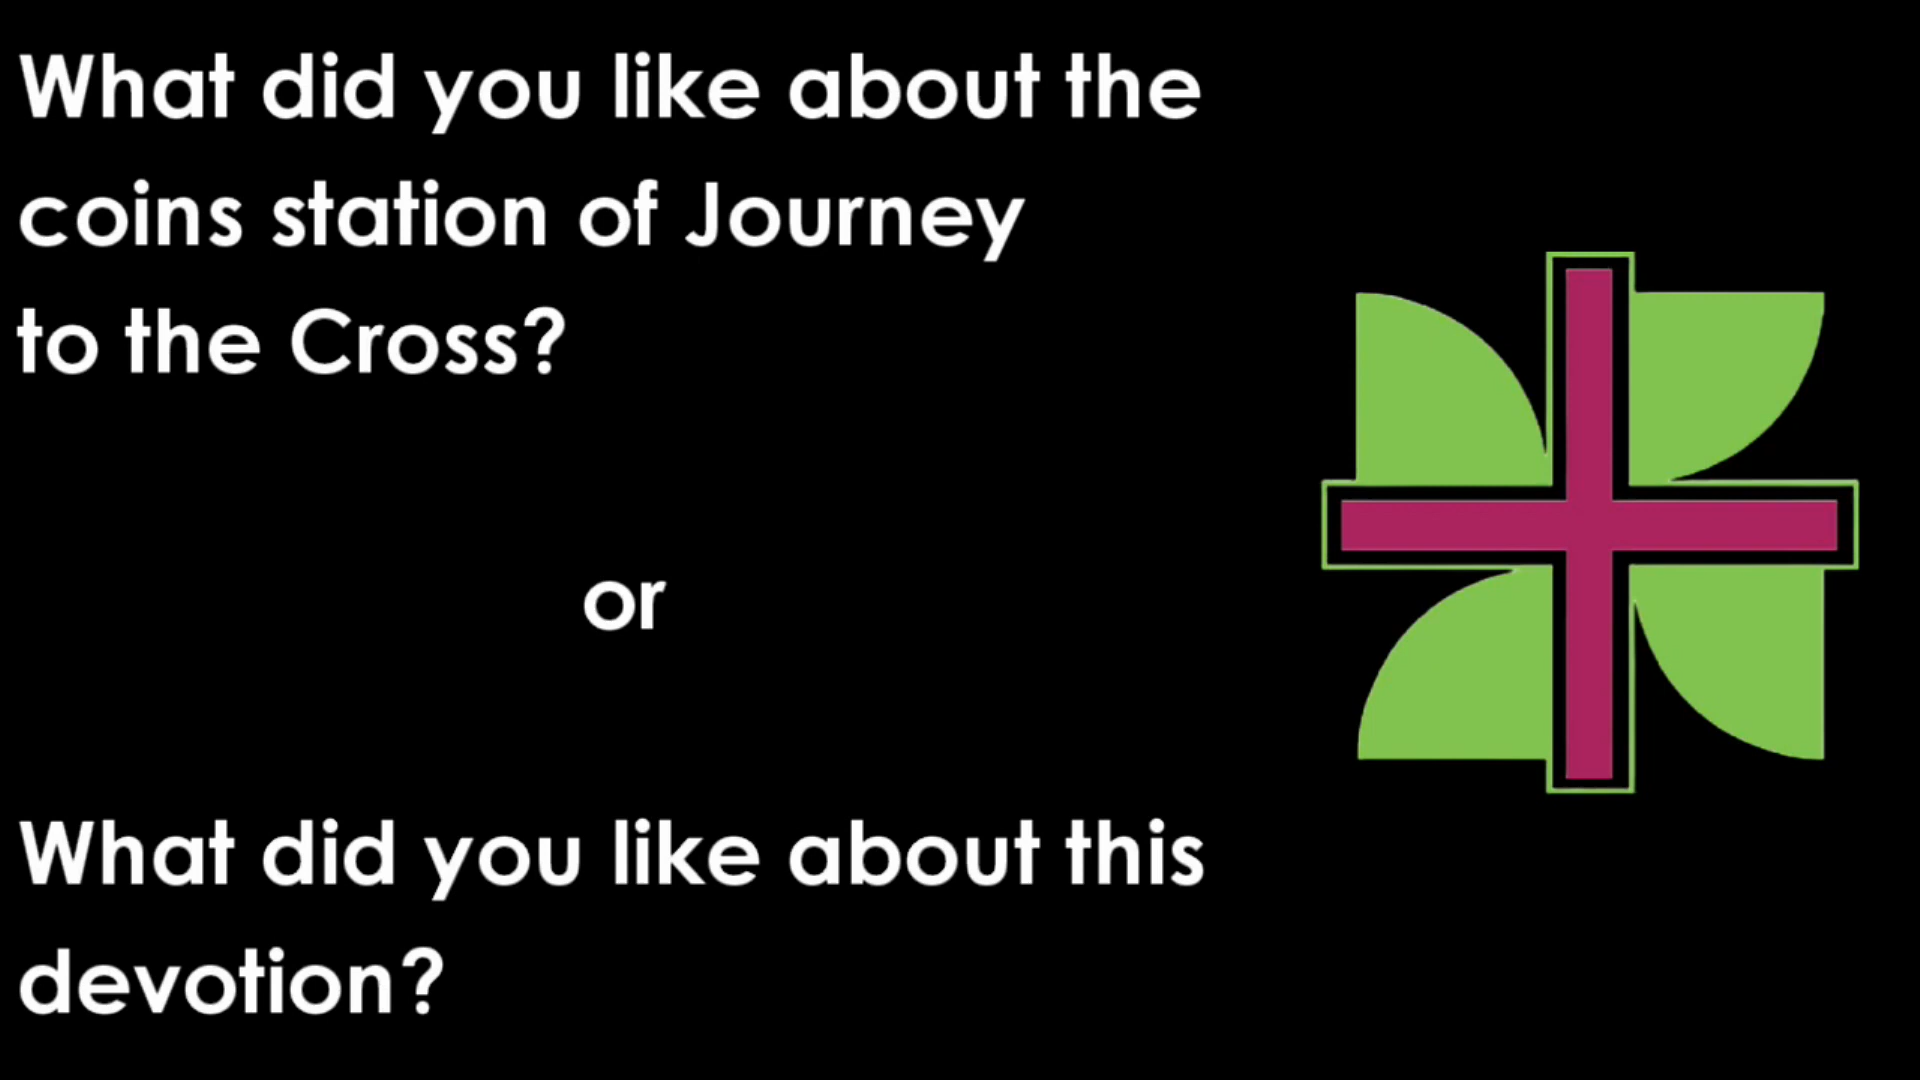 What did you like about the
coins station of Journey
to the Cross?
or
What did you like about this
devotion?